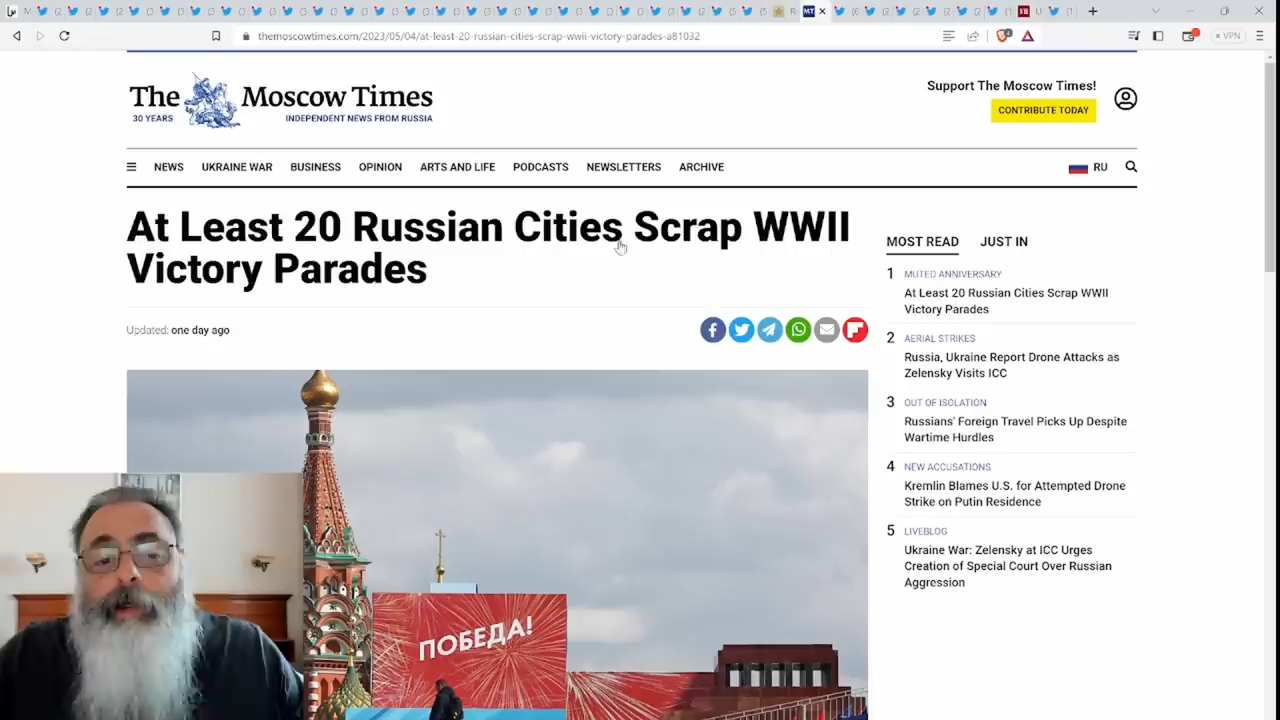 themoscowtimes.com/2023/05/04/at-least-20-russian-cities-scrap-wwii-victory-parades-a81032
VPN
The Moscow Times
30 YEARS
INDEPENDENT NEWS FROM RUSSIA
Support The Moscow Times!
CONTRIBUTE TODAY
NEWS
UKRAINE WAR
BUSINESS
OPINION
ARTS AND LIFE
PODCASTS
NEWSLETTERS
ARCHIVE
RU
At Least 20 Russian Cities Scrap WWII
Victory Parades
Updated: one day ago
ПОБЕДА!
MOST READ
JUST IN
1 MUTED ANNIVERSARY
At Least 20 Russian Cities Scrap WWII
Victory Parades
2 AERIAL STRIKES
Russia, Ukraine Report Drone Attacks as
Zelensky Visits ICC
3 OUT OF ISOLATION
Russians' Foreign Travel Picks Up Despite
Wartime Hurdles
4 NEW ACCUSATIONS
Kremlin Blames U.S. for Attempted Drone
Strike on Putin Residence
5 LIVEBLOG
Ukraine War: Zelensky at ICC Urges
Creation of Special Court Over Russian
Aggression